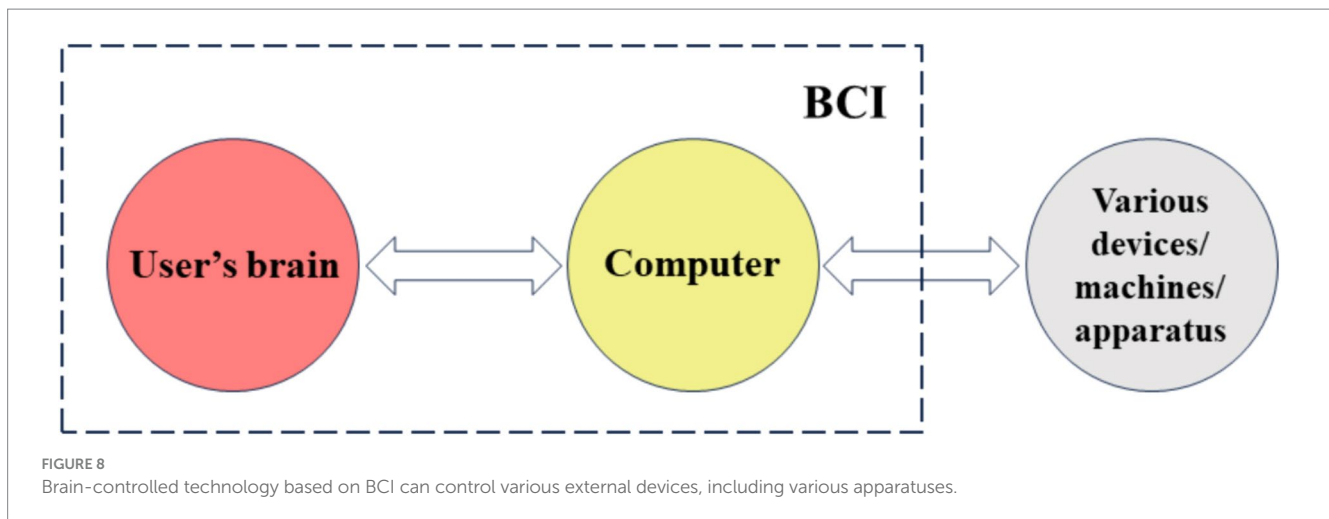 BCI
User's brain
Computer
Various
devices/
machines/
apparatus
FIGURE 8
Brain-controlled technology based on BCI can control various external devices, including various apparatuses.